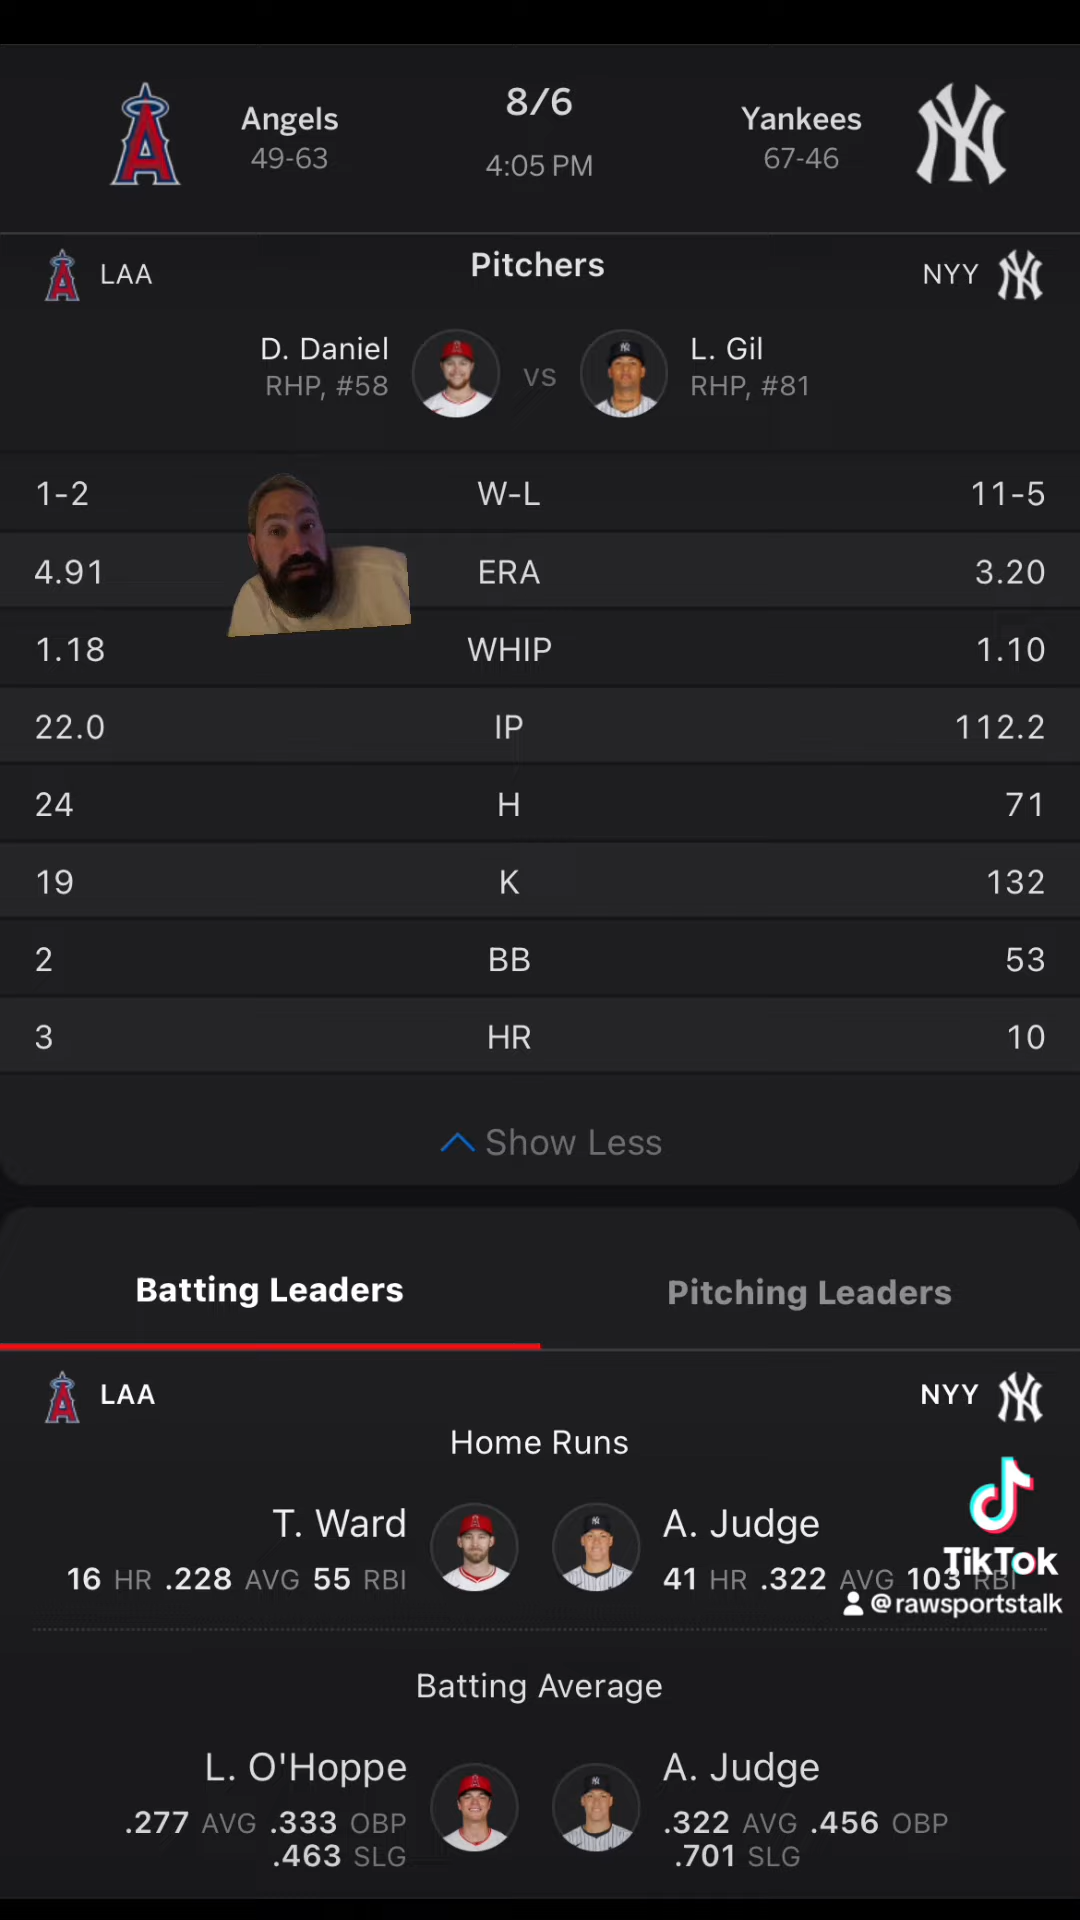 Angels
49-63
8/6
4:05 PM
Yankees
67-46
LAA
Pitchers
NYY
D. Daniel
RHP, #58
vs
L. Gil
RHP, #81
1-2 W-L 11-5
4.91 ERA 3.20
1.18 WHIP 1.10
22.0 IP 112.2
24 H 71
19 K 132
2 BB 53
3 HR 10
Show Less
Batting Leaders
Pitching Leaders
LAA
NYY
Home Runs
T. Ward
16 HR .228 AVG 55 RBI
A. Judge
41 HR .322 AVG 103 RBI
TikTok
@rawsportstalk
Batting Average
L. O'Hoppe
.277 AVG .333 OBP
.463 SLG
A. Judge
.322 AVG .456 OBP
.701 SLG